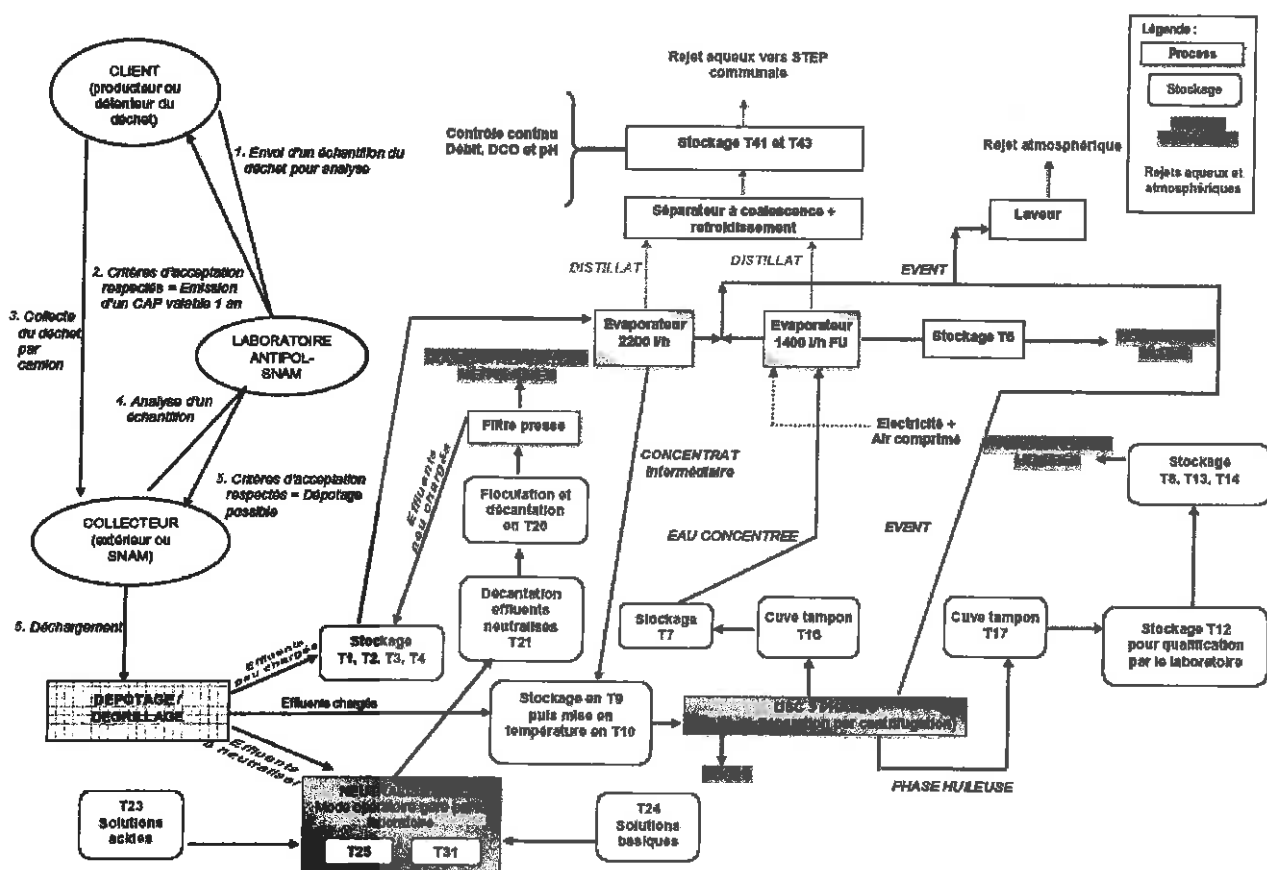 Légende :
Process
Stockage
Rejets aqueux et
atmosphériques
CLIENT
(producteur ou
détenteur du
déchet)
1. Envoi d'un échantillon du
déchet pour analyse
2. Critères d'acceptation
respectés = Emission
d'un CAP valable 1 an
3. Collecte
du déchet
par
camion
LABORATOIRE
ANTIPOL-
SNAM
4. Analyse d'un
échantillon
5. Critères d'acceptation
respectés = Dépotage
possible
COLLECTEUR
(extérieur ou
SNAM)
6. Déchargement
DEPOTAGE /
DEGRILLAGE
Effluents
peu chargés
Effluents chargés
Effluents
à neutraliser
Rejet aqueux vers STEP
communale
Contrôle continu
Débit, DCO et pH
Stockage T41 et T43
Séparateur à coalescence +
refroidissement
DISTILLAT
DISTILLAT
Rejet atmosphérique
Laveur
EVENT
Evaporateur
2200 l/h
Evaporateur
1400 l/h FU
Stockage T5
Filtre presse
Effluents
peu chargés
Floculation et
décantation
en T20
Décantation
effluents
neutralisés
T21
CONCENTRAT
intermédiaire
Electricité +
Air comprimé
EAU CONCENTREE
EVENT
Stockage
T8, T13, T14
Stockage
T1, T2, T3, T4
Stockage
T7
Cuve tampon
T16
Cuve tampon
T17
Stockage T12
pour qualification
par le laboratoire
Stockage en T9
puis mise en
température en T10
par centrifugation)
PHASE HUILEUSE
T23
Solutions
acides
Mode opératoire
laboratoire
T25
T31
T24
Solutions
basiques